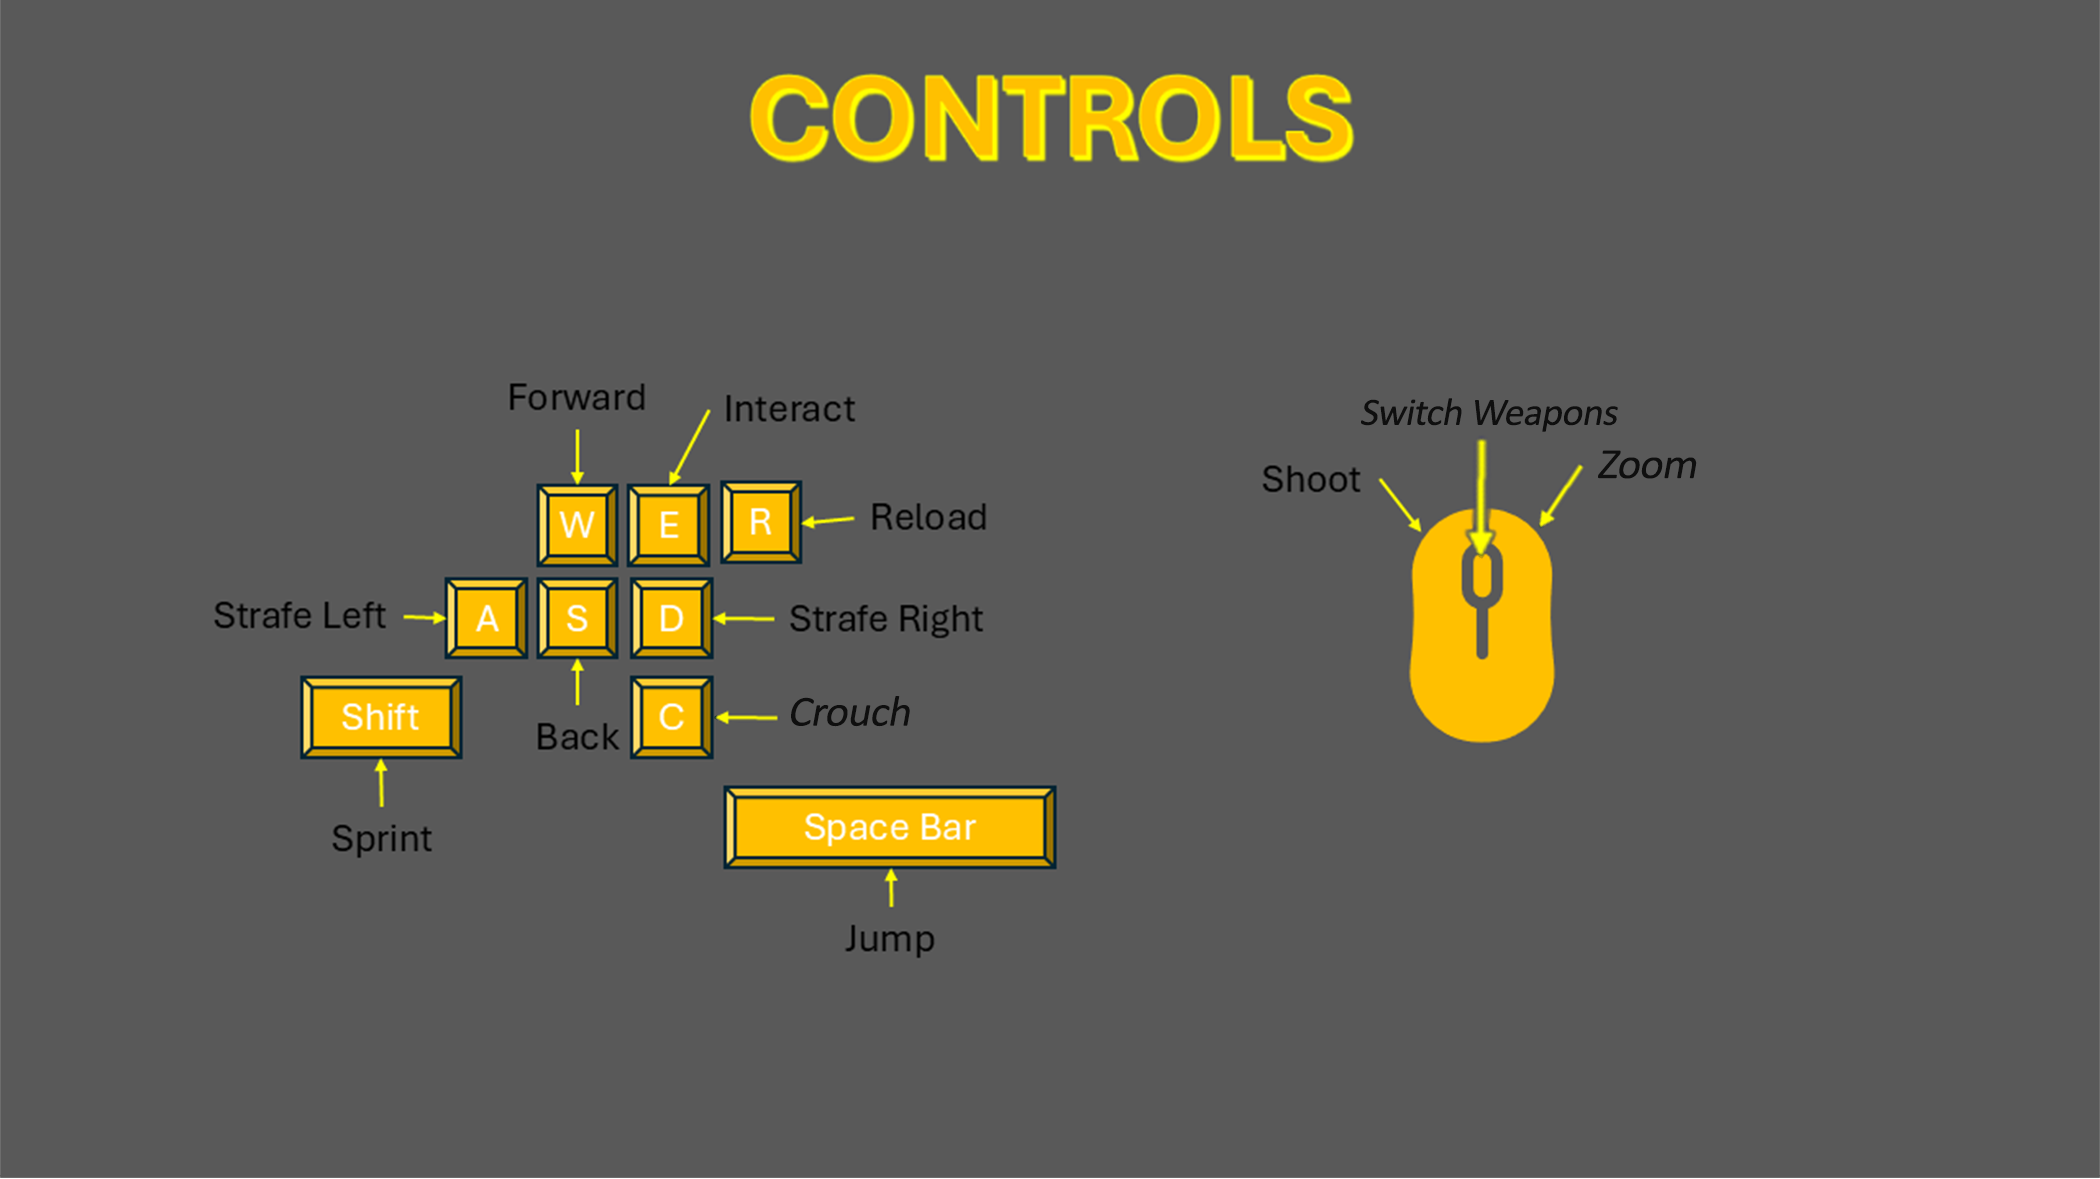 CONTROLS
Forward
Interact
Switch Weapons
Zoom
Shoot
W
E
R
Reload
Strafe Left
A
S
D
Strafe Right
Shift
Back
C
Crouch
Sprint
Space Bar
Jump